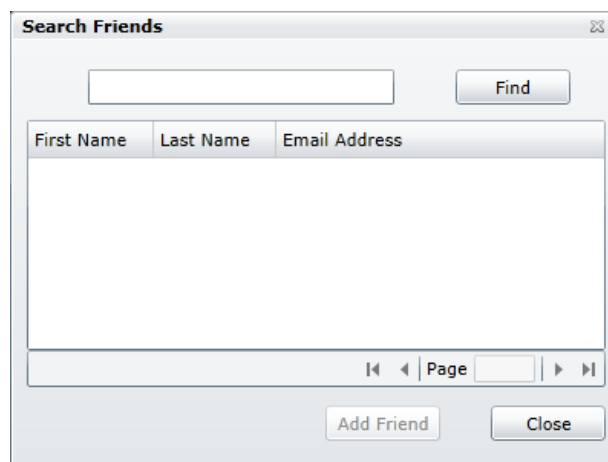 Search Friends
Find
First Name Last Name Email Address
Page
Add Friend Close